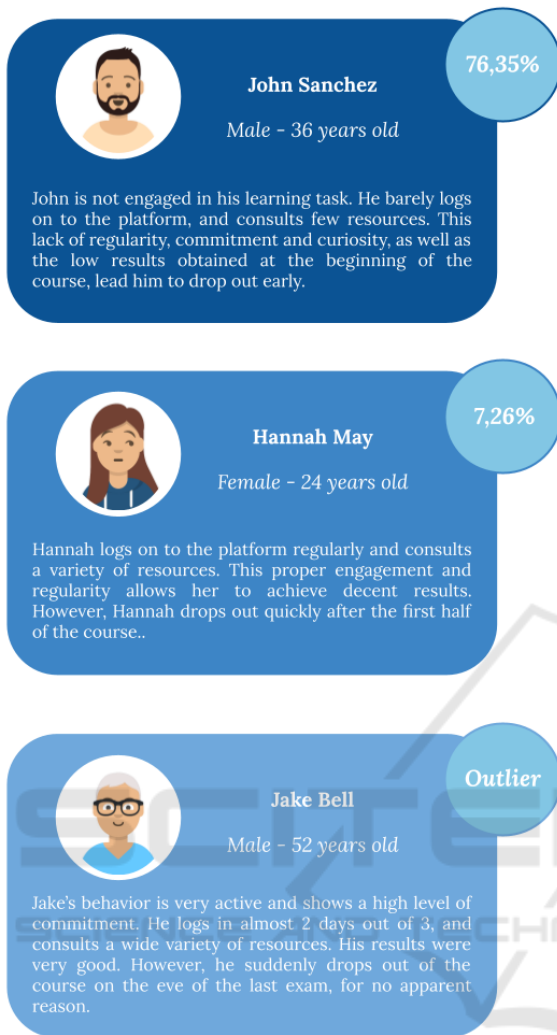 76,35%
John Sanchez
Male - 36 years old
John is not engaged in his learning task. He barely logs
on to the platform, and consults few resources. This
lack of regularity, commitment and curiosity, as well as
the low results obtained at the beginning of the
course, lead him to drop out early.
7,26%
Hannah May
Female - 24 years old
Hannah logs on to the platform regularly and consults
a variety of resources. This proper engagement and
regularity allows her to achieve decent results.
However, Hannah drops out quickly after the first half
of the course..
Outlier
Jake Bell
Male - 52 years old
Jake's behavior is very active and shows a high level of
commitment. He logs in almost 2 days out of 3, and
consults a wide variety of resources. His results were
very good. However, he suddenly drops out of the
course on the eve of the last exam, for no apparent
reason.